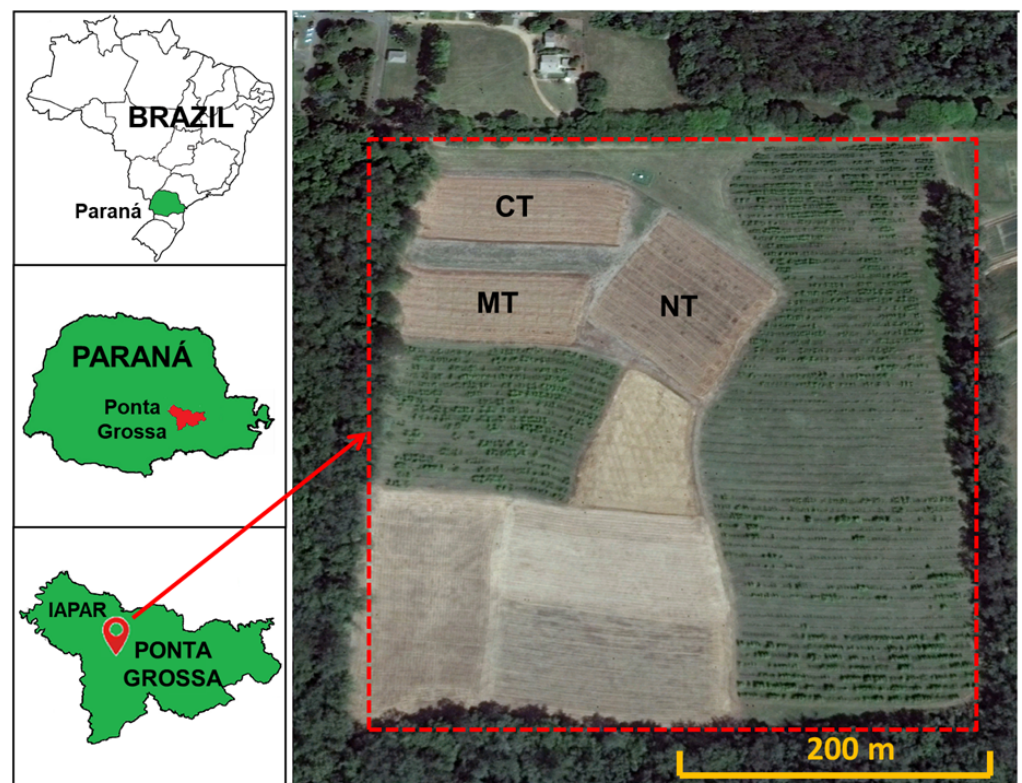 BRAZIL
Paraná
PARANÁ
Ponta
Grossa
IAPAR
PONTA
GROSSA
CT
MT
NT
200 m